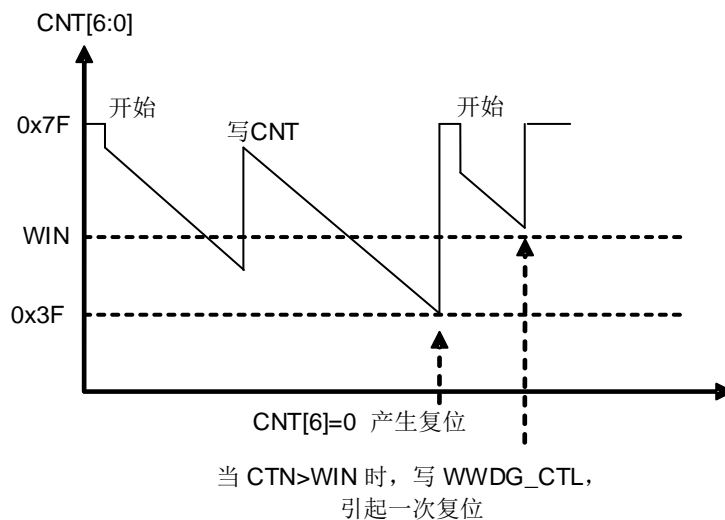 CNT[6:0]
开始
开始
0x7F
写CNT
WIN
0x3F
CNT[6]=0 产生复位
当 CTN>WIN 时，写 WWDG_CTL，
引起一次复位